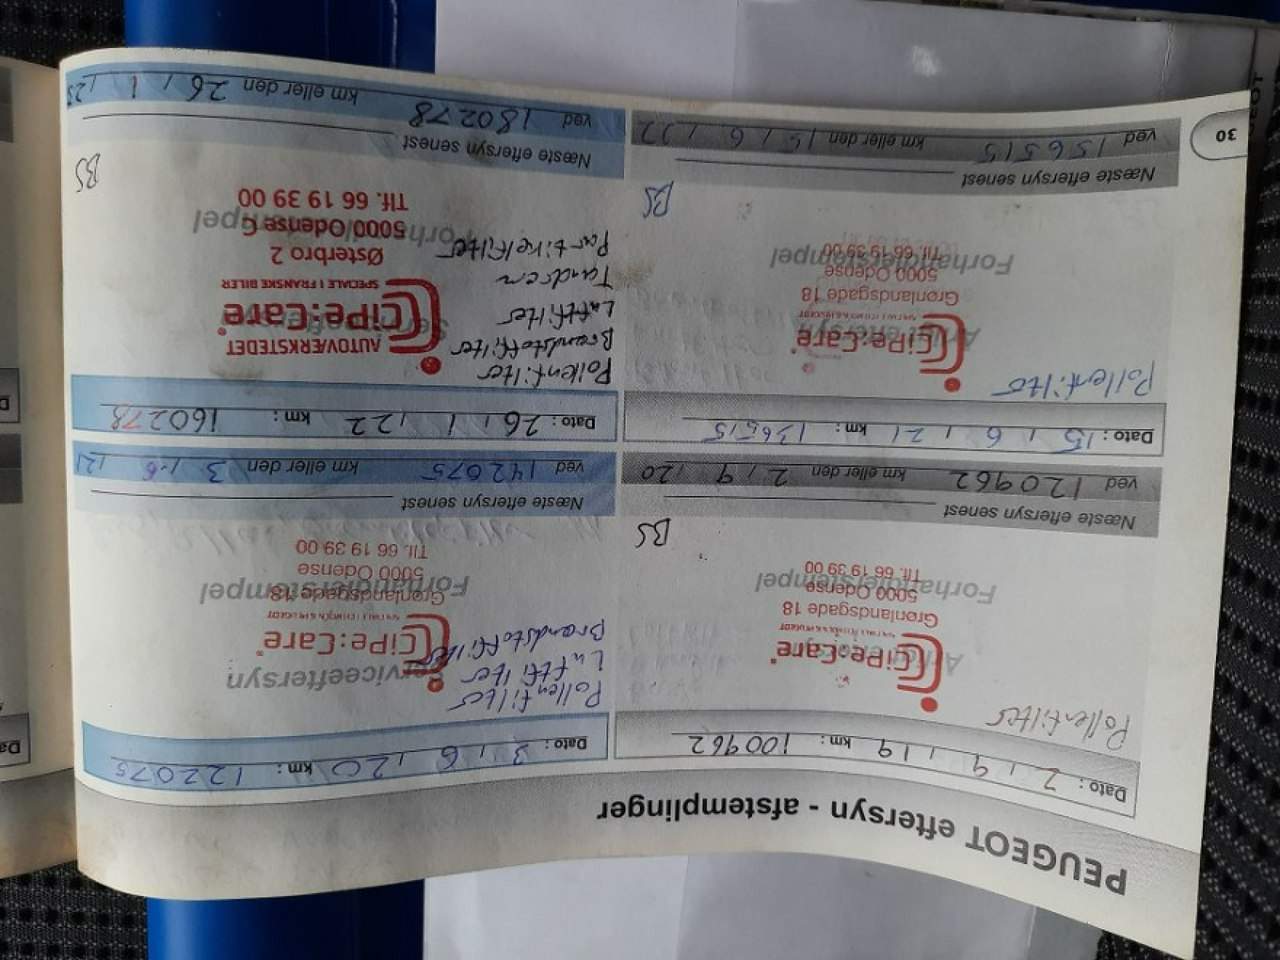 PEUGEOT eftersyn - afstemplinger
Dato: 2, 9, 19 km: 100962
Pollenfilter
CiPe:Care
Grønlandsgade 18
5000 Odense
Tlf. 66 19 39 00
Forhandlerstempel
BS
Næste eftersyn senest
ved 120962 km eller den 2, 9, 20
Dato: 3, 6, 20 km: 122075
Serviceeftersyn
Pollenfilter
Luftfilter
Brændstoffilter
CiPe:Care
Grønlandsgade 18
5000 Odense
Tlf. 66 19 39 00
Forhandlerstempel
Næste eftersyn senest
ved 142075 km eller den 3, 6, 21
Dato: 15, 6, 21 km: 136515
Pollenfilter
CiPe:Care
Grønlandsgade 18
5000 Odense
Tlf. 66 19 39 00
Forhandlerstempel
BS
Næste eftersyn senest
ved 156515 km eller den 15, 6, 22
Dato: 26, 1, 22 km: 160278
Pollenfilter
Brændstoffilter
Luftfilter
Tandrem
Partikelfilter
AUTOVÆRKSTEDET
CiPe:Care
SPECIALE I FRANSKE BILER
Østerbro 2
5000 Odense C
Tlf. 66 19 39 00
Forhandlerstempel
BS
Næste eftersyn senest
ved 180278 km eller den 26, 1, 23
30